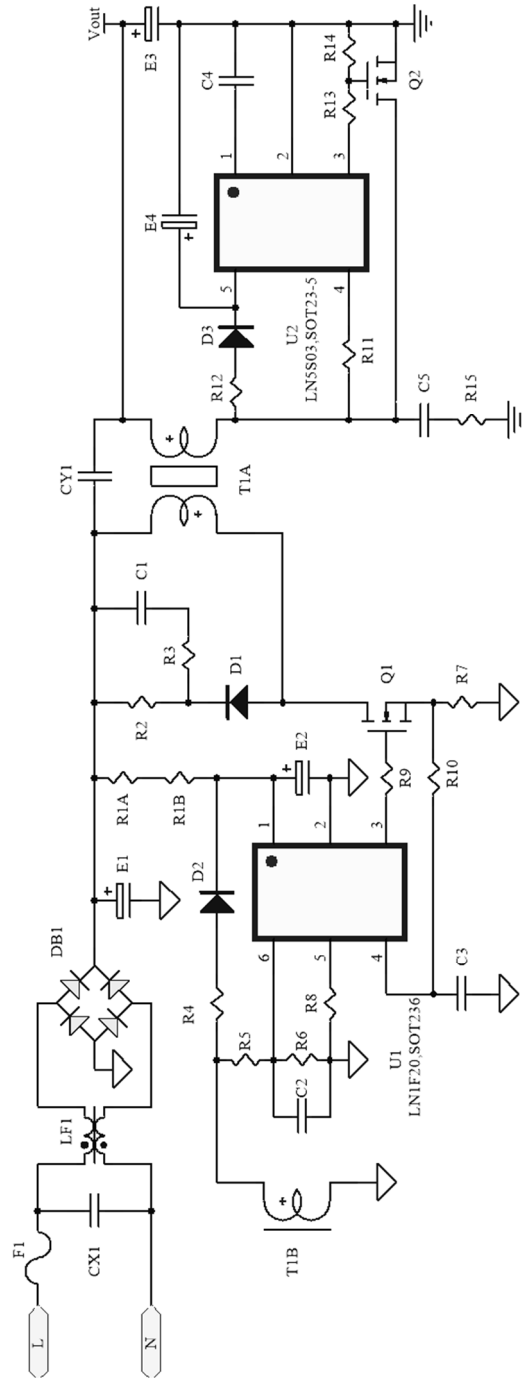 L
N
F1
CX1
LF1
DB1
E1
R1A
R1B
R2
R3
C1
D1
CY1
T1A
T1B
R4
D2
R5
R6
C2
R8
E2
1
2
3
4
5
6
U1
LN1F20,SOT236
C3
R9
R10
Q1
R7
R12
D3
E4
E3
Vout
C4
1
2
3
4
5
U2
LN5S03,SOT23-5
R11
R13
R14
Q2
C5
R15